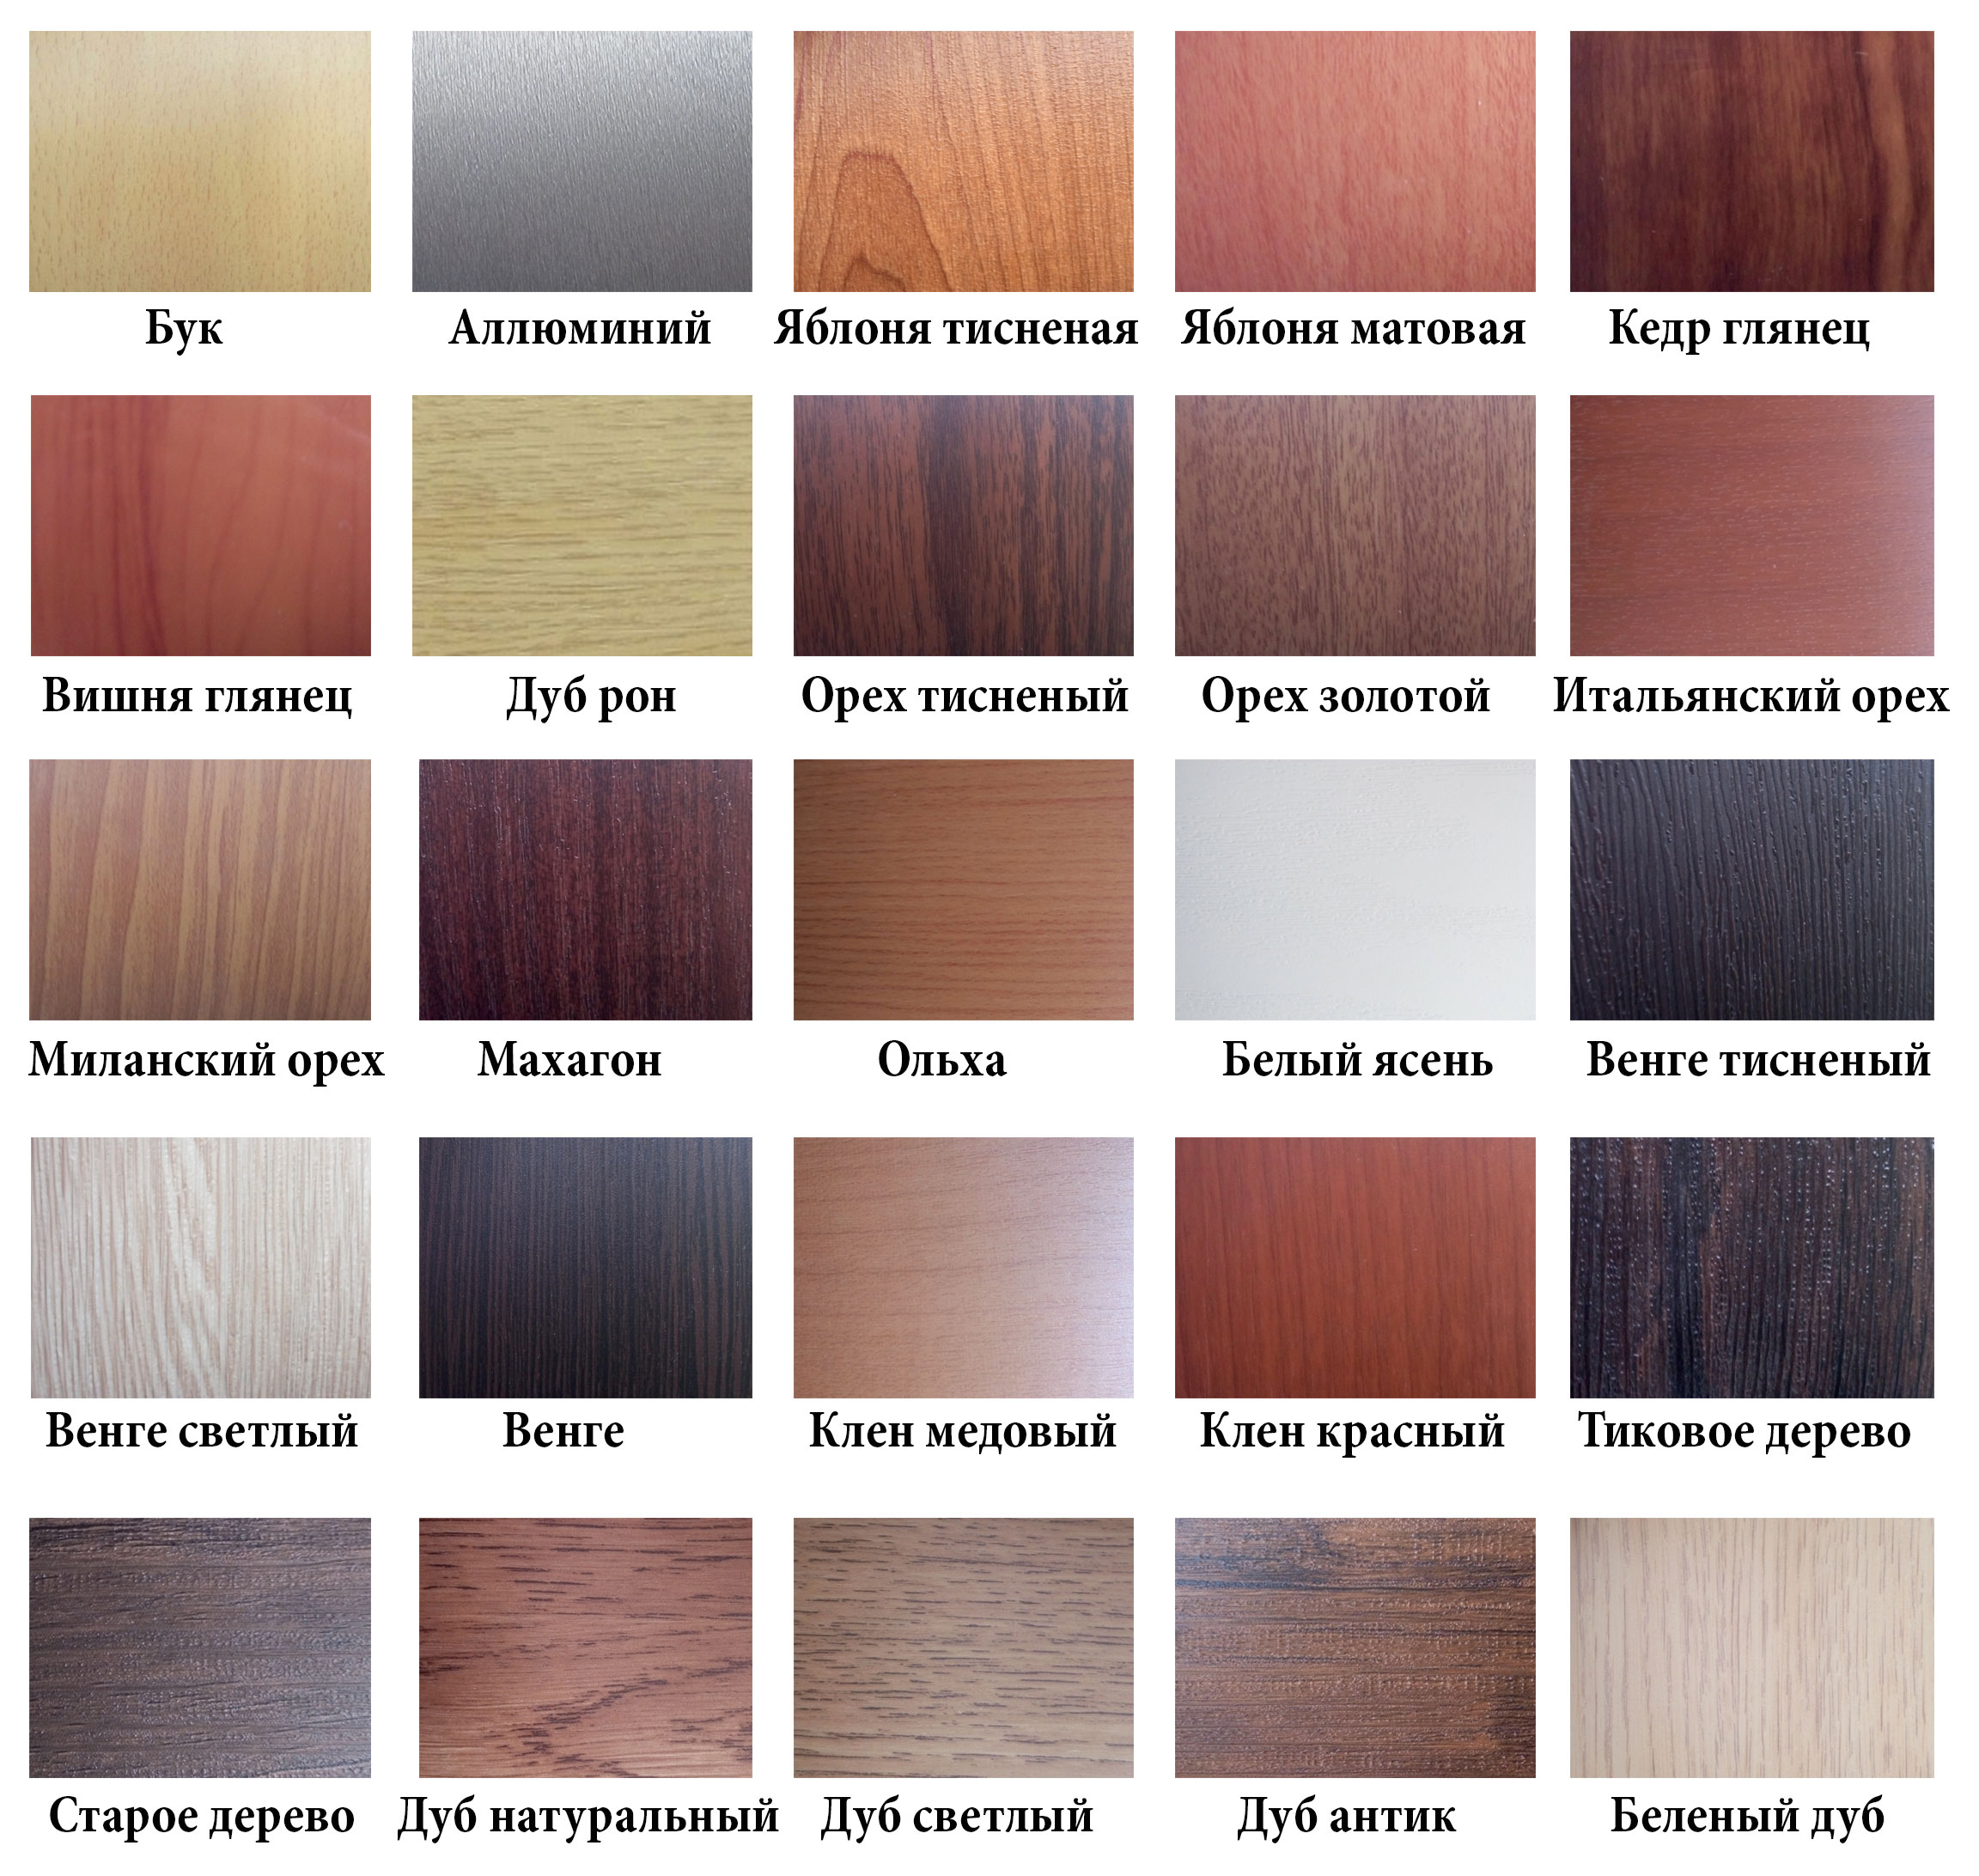 Бук
Аллюминий
Яблоня тисненая
Яблоня матовая
Кедр глянец
Вишня глянец
Дуб рон
Орех тисненый
Орех золотой
Итальянский орех
Миланский орех
Махагон
Ольха
Белый ясень
Венге тисненый
Венге светлый
Венге
Клен медовый
Клен красный
Тиковое дерево
Старое дерево
Дуб натуральный
Дуб светлый
Дуб антик
Беленый дуб